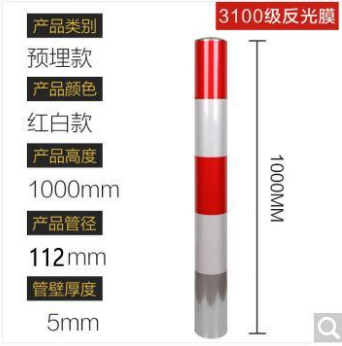 3100级反光膜
产品类别
预埋款
产品颜色
红白款
产品高度
1000mm
产品管径
112mm
管壁厚度
5mm
1000MM